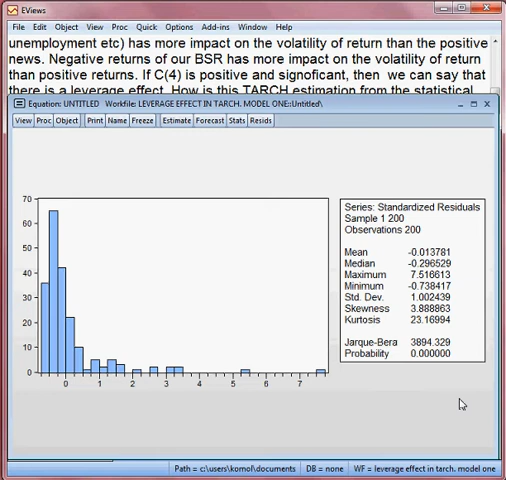 EViews
File Edit Object View Proc Quick Options Add-ins Window Help
unemployment etc) has more impact on the volatility of return than the positive
news. Negative returns of our BSR has more impact on the volatility of return
than positive returns. If C(4) is positive and signoficant, then we can say that
there is a leverage effect. How is this TARCH estimation from the statistical
Equation: UNTITLED Workfile: LEVERAGE EFFECT IN TARCH. MODEL ONE::Untitled\
View Proc Object Print Name Freeze Estimate Forecast Stats Resids
70
60
50
40
30
20
10
0
0 1 2 3 4 5 6 7
Series: Standardized Residuals
Sample 1 200
Observations 200
Mean -0.013781
Median -0.296529
Maximum 7.516613
Minimum -0.738417
Std. Dev. 1.002439
Skewness 3.888863
Kurtosis 23.16994
Jarque-Bera 3894.329
Probability 0.000000
Path = c:\users\komol\documents DB = none WF = leverage effect in tarch. model one